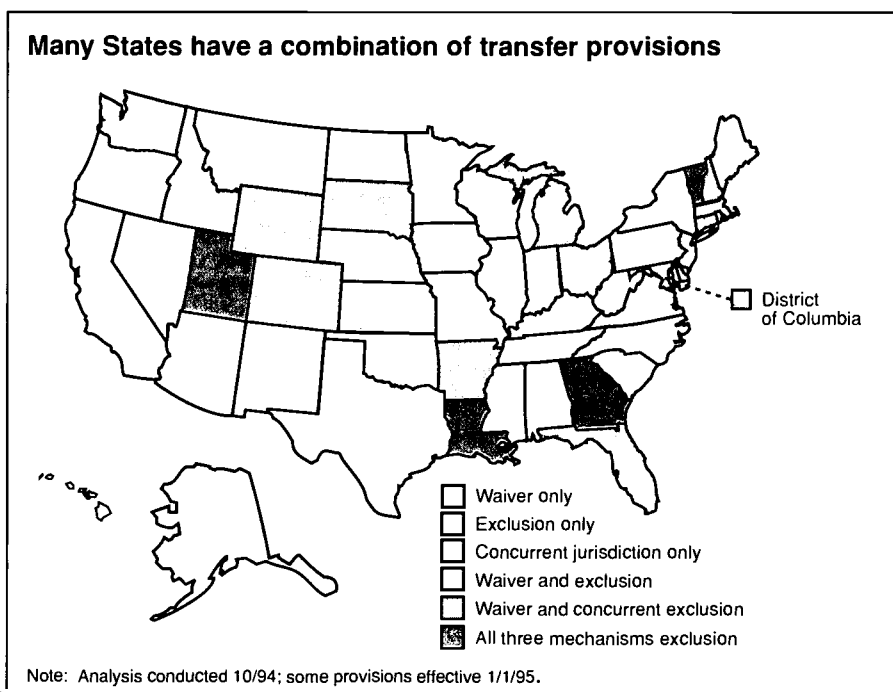 Many States have a combination of transfer provisions
District
of Columbia
Waiver only
Exclusion only
Concurrent jurisdiction only
Waiver and exclusion
Waiver and concurrent exclusion
All three mechanisms exclusion
Note: Analysis conducted 10/94; some provisions effective 1/1/95.